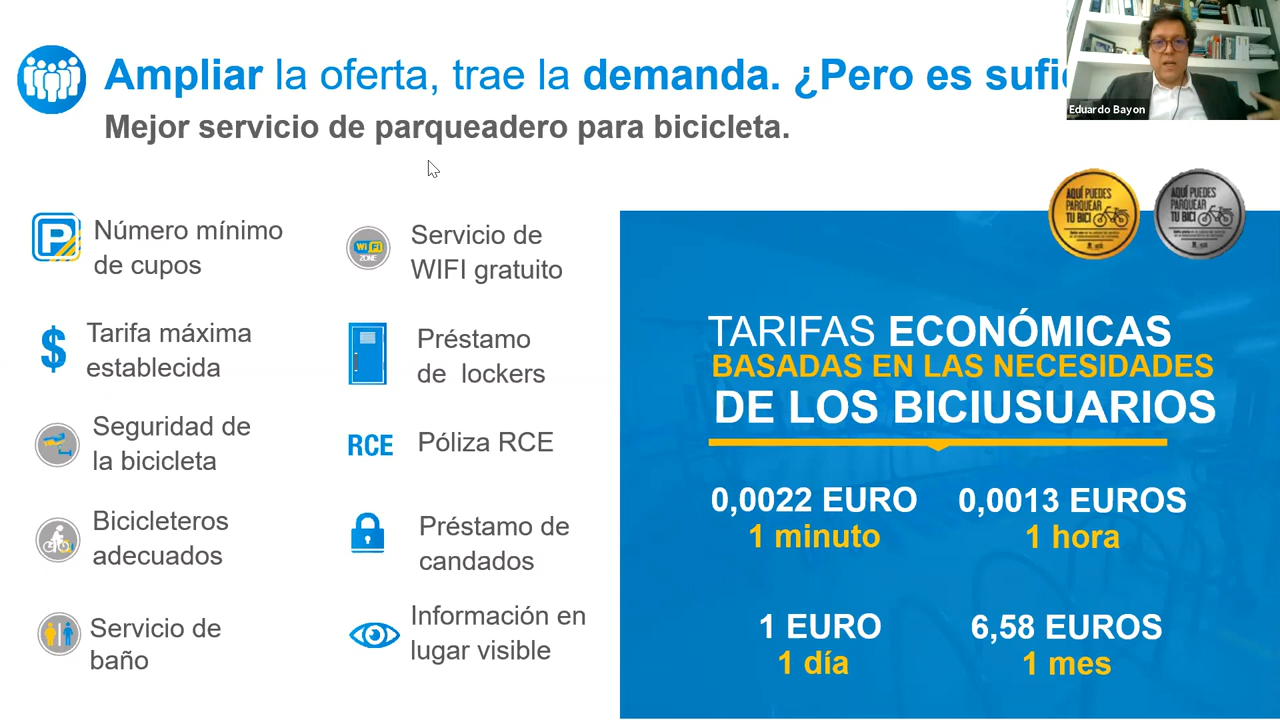 Ampliar la oferta, trae la demanda. ¿Pero es sufi
Mejor servicio de parqueadero para bicicleta.
Eduardo Bayon
P
Número mínimo
de cupos
$
Tarifa máxima
establecida
Seguridad de
la bicicleta
Bicicleteros
adecuados
Servicio de
baño
WiFi
ZONE
Servicio de
WIFI gratuito
Préstamo
de lockers
RCE
Póliza RCE
Préstamo de
candados
Información en
lugar visible
AQUÍ PUEDES
PARQUEAR
TU BICI
AQUÍ PUEDES
PARQUEAR
TU BICI
TARIFAS ECONÓMICAS
BASADAS EN LAS NECESIDADES
DE LOS BICIUSUARIOS
0,0022 EURO
1 minuto
0,0013 EUROS
1 hora
1 EURO
1 día
6,58 EUROS
1 mes